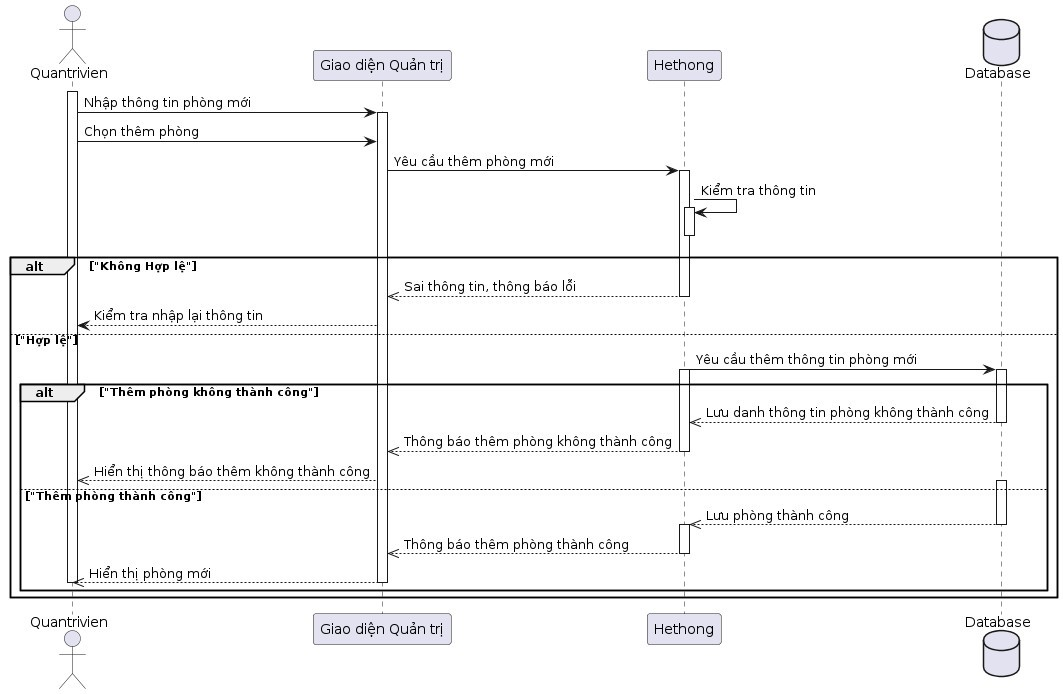 Quantrivien
Giao diện Quản trị
Hethong
Database
Nhập thông tin phòng mới
Chọn thêm phòng
Yêu cầu thêm phòng mới
Kiểm tra thông tin
alt
["Không Hợp lệ"]
Sai thông tin, thông báo lỗi
Kiểm tra nhập lại thông tin
["Hợp lệ"]
Yêu cầu thêm thông tin phòng mới
alt
["Thêm phòng không thành công"]
Lưu danh thông tin phòng không thành công
Thông báo thêm phòng không thành công
Hiển thị thông báo thêm không thành công
["Thêm phòng thành công"]
Lưu phòng thành công
Thông báo thêm phòng thành công
Hiển thị phòng mới
Quantrivien
Giao diện Quản trị
Hethong
Database